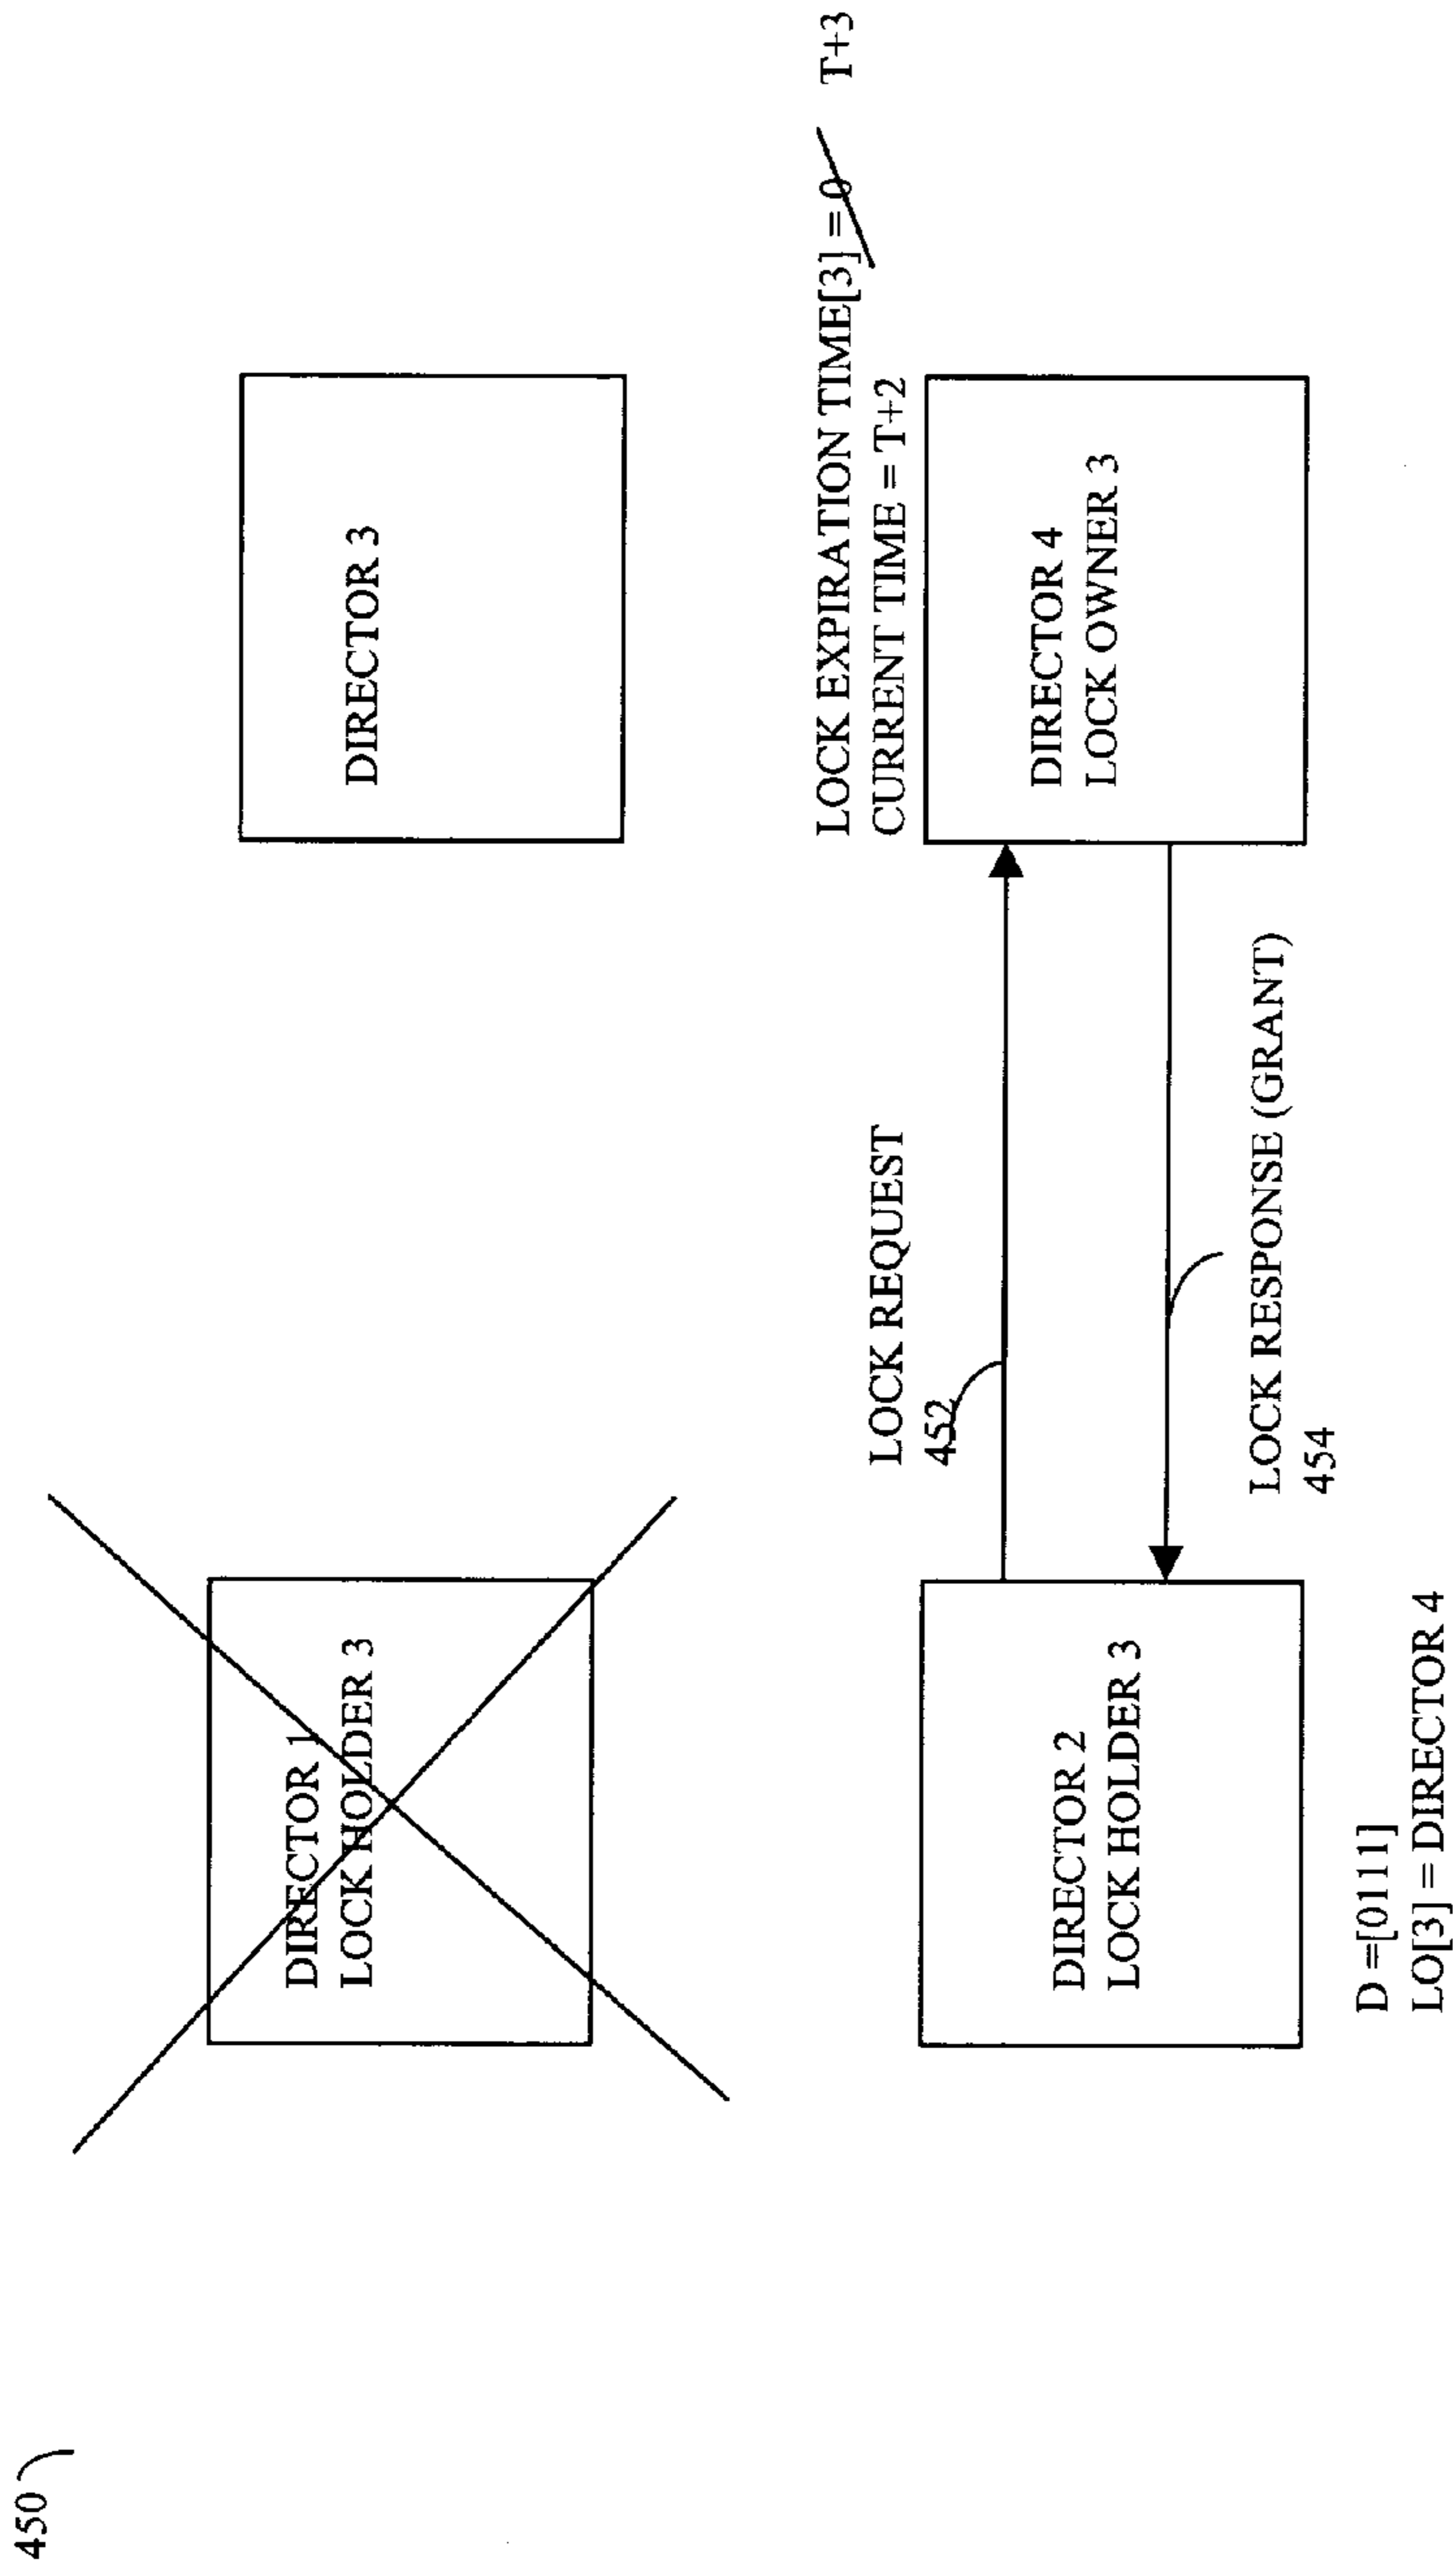 450
DIRECTOR 1
LOCK HOLDER 3
DIRECTOR 3
LOCK EXPIRATION TIME[3] = 0 T+3
CURRENT TIME = T+2
LOCK REQUEST
452
DIRECTOR 2
LOCK HOLDER 3
DIRECTOR 4
LOCK OWNER 3
LOCK RESPONSE (GRANT)
454
D =[0111]
LO[3] = DIRECTOR 4